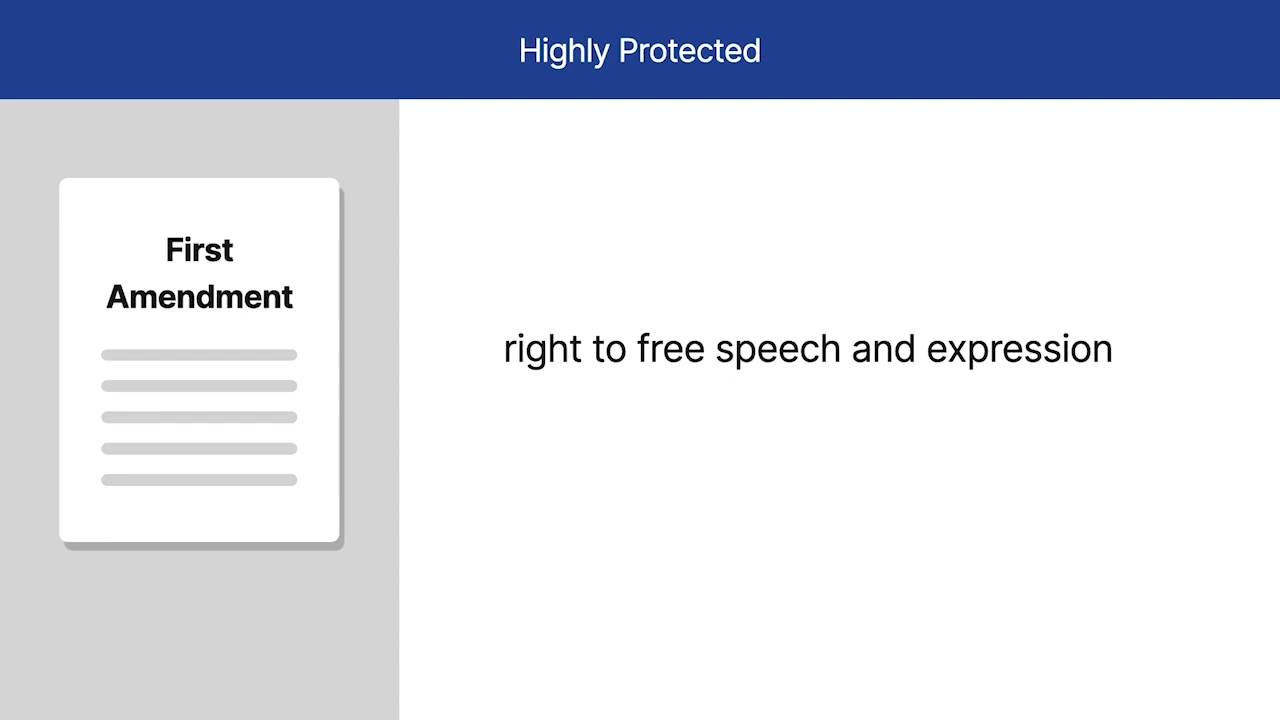 Highly Protected
First
Amendment
right to free speech and expression